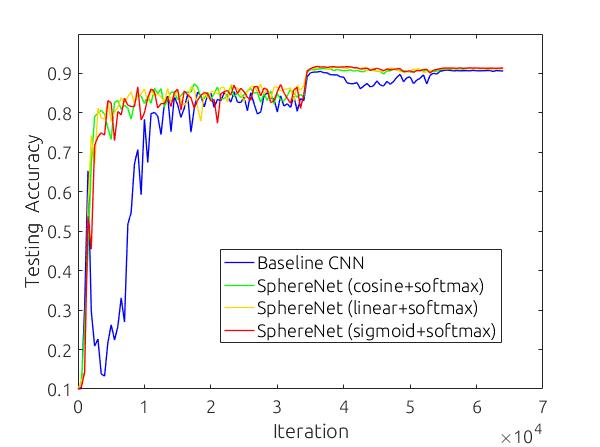 Testing Accuracy
0.9
0.8
0.7
0.6
0.5
0.4
0.3
0.2
0.1
Baseline CNN
SphereNet (cosine+softmax)
SphereNet (linear+softmax)
SphereNet (sigmoid+softmax)
0 1 2 3 4 5 6 7
Iteration
×10⁴